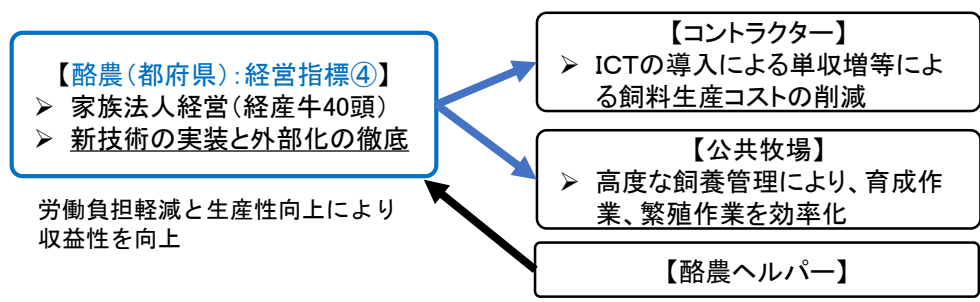 【酪農（都府県）：経営指標④】
➢ 家族法人経営（経産牛40頭）
➢ 新技術の実装と外部化の徹底
労働負担軽減と生産性向上により
収益性を向上
【コントラクター】
➢ ICTの導入による単収増等によ
る飼料生産コストの削減
【公共牧場】
➢ 高度な飼養管理により、育成作
業、繁殖作業を効率化
【酪農ヘルパー】